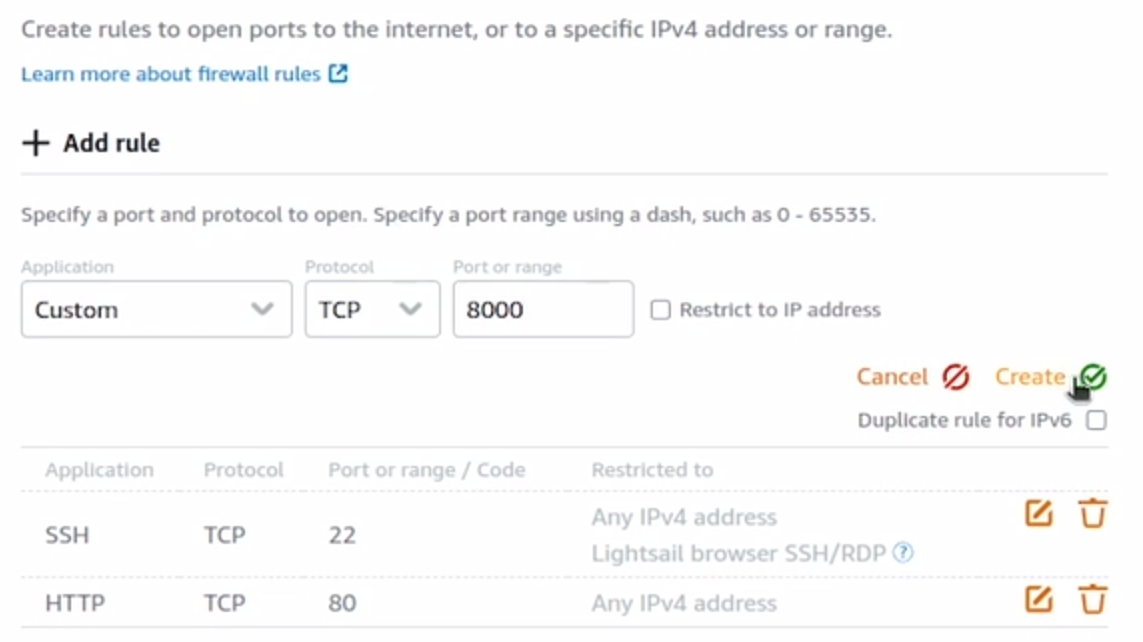 Create rules to open ports to the internet, or to a specific IPv4 address or range.
Learn more about firewall rules
Add rule
Specify a port and protocol to open. Specify a port range using a dash, such as 0 - 65535.
Application Protocol Port or range
Custom TCP 8000 Restrict to IP address
Cancel Create
Duplicate rule for IPv6
Application Protocol Port or range / Code Restricted to
SSH TCP 22 Any IPv4 address
Lightsail browser SSH/RDP ?
HTTP TCP 80 Any IPv4 address